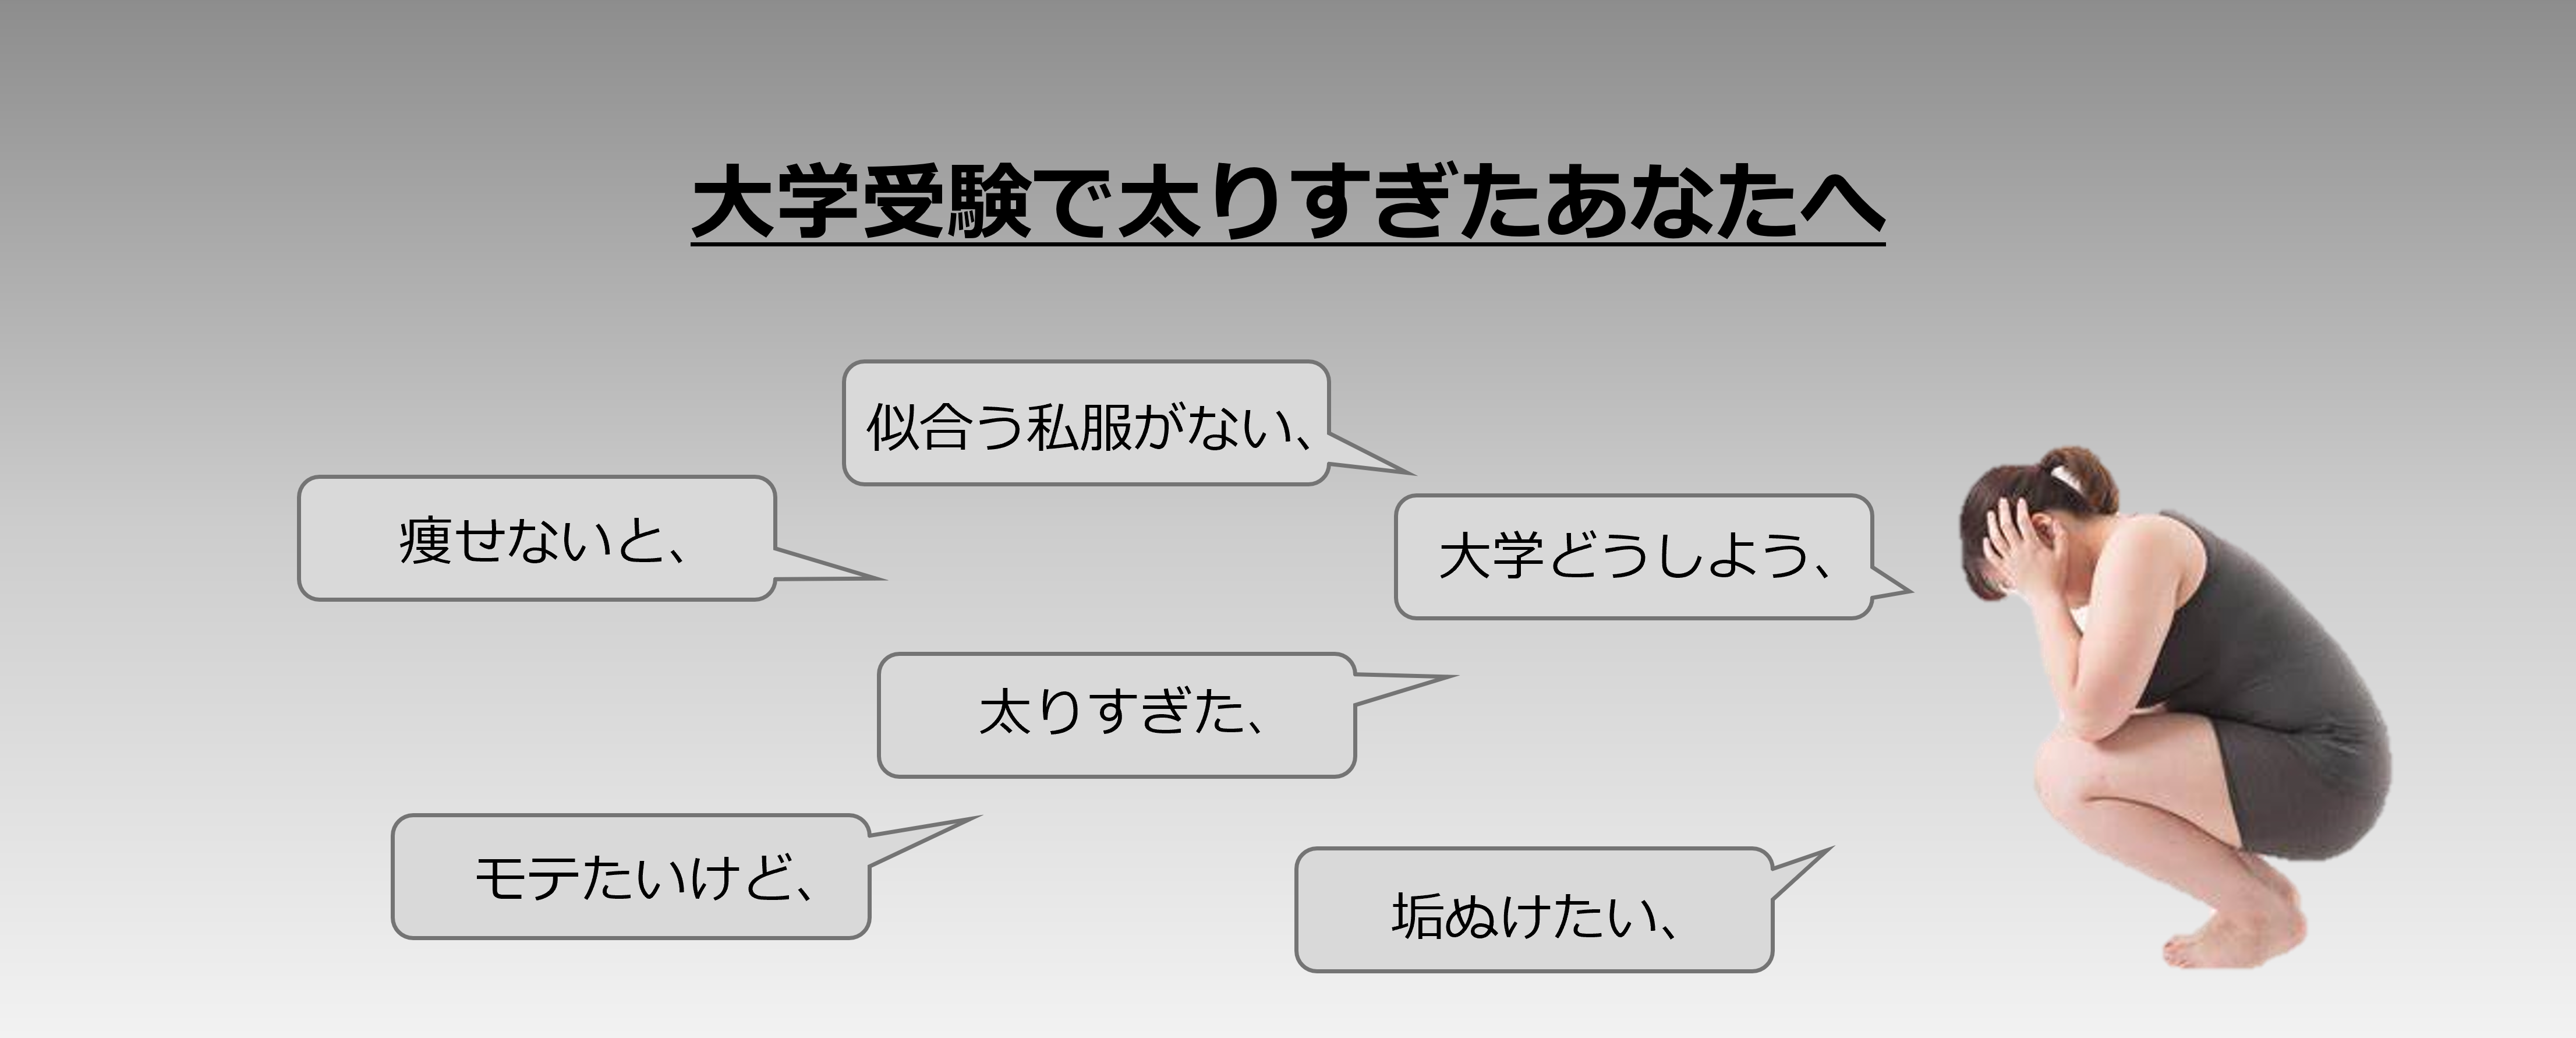 大学受験で太りすぎたあなたへ
似合う私服がない、
痩せないと、
大学どうしよう、
太りすぎた、
モテたいけど、
垢ぬけたい、